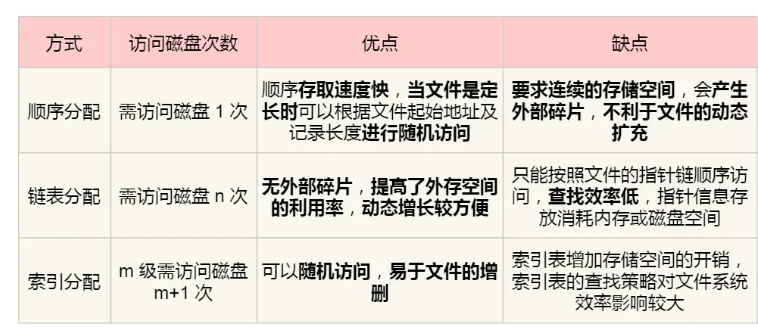 方式 访问磁盘次数 优点 缺点
顺序分配 需访问磁盘 1 次
顺序存取速度快，当文件是定
长时可以根据文件起始地址及
记录长度进行随机访问
要求连续的存储空间，会产生
外部碎片，不利于文件的动态
扩充
链表分配 需访问磁盘 n 次
无外部碎片，提高了外存空间
的利用率，动态增长较方便
只能按照文件的指针链顺序访
问，查找效率低，指针信息存
放消耗内存或磁盘空间
索引分配
m 级需访问磁盘
m+1 次
可以随机访问，易于文件的增
删
索引表增加存储空间的开销，
索引表的查找策略对文件系统
效率影响较大